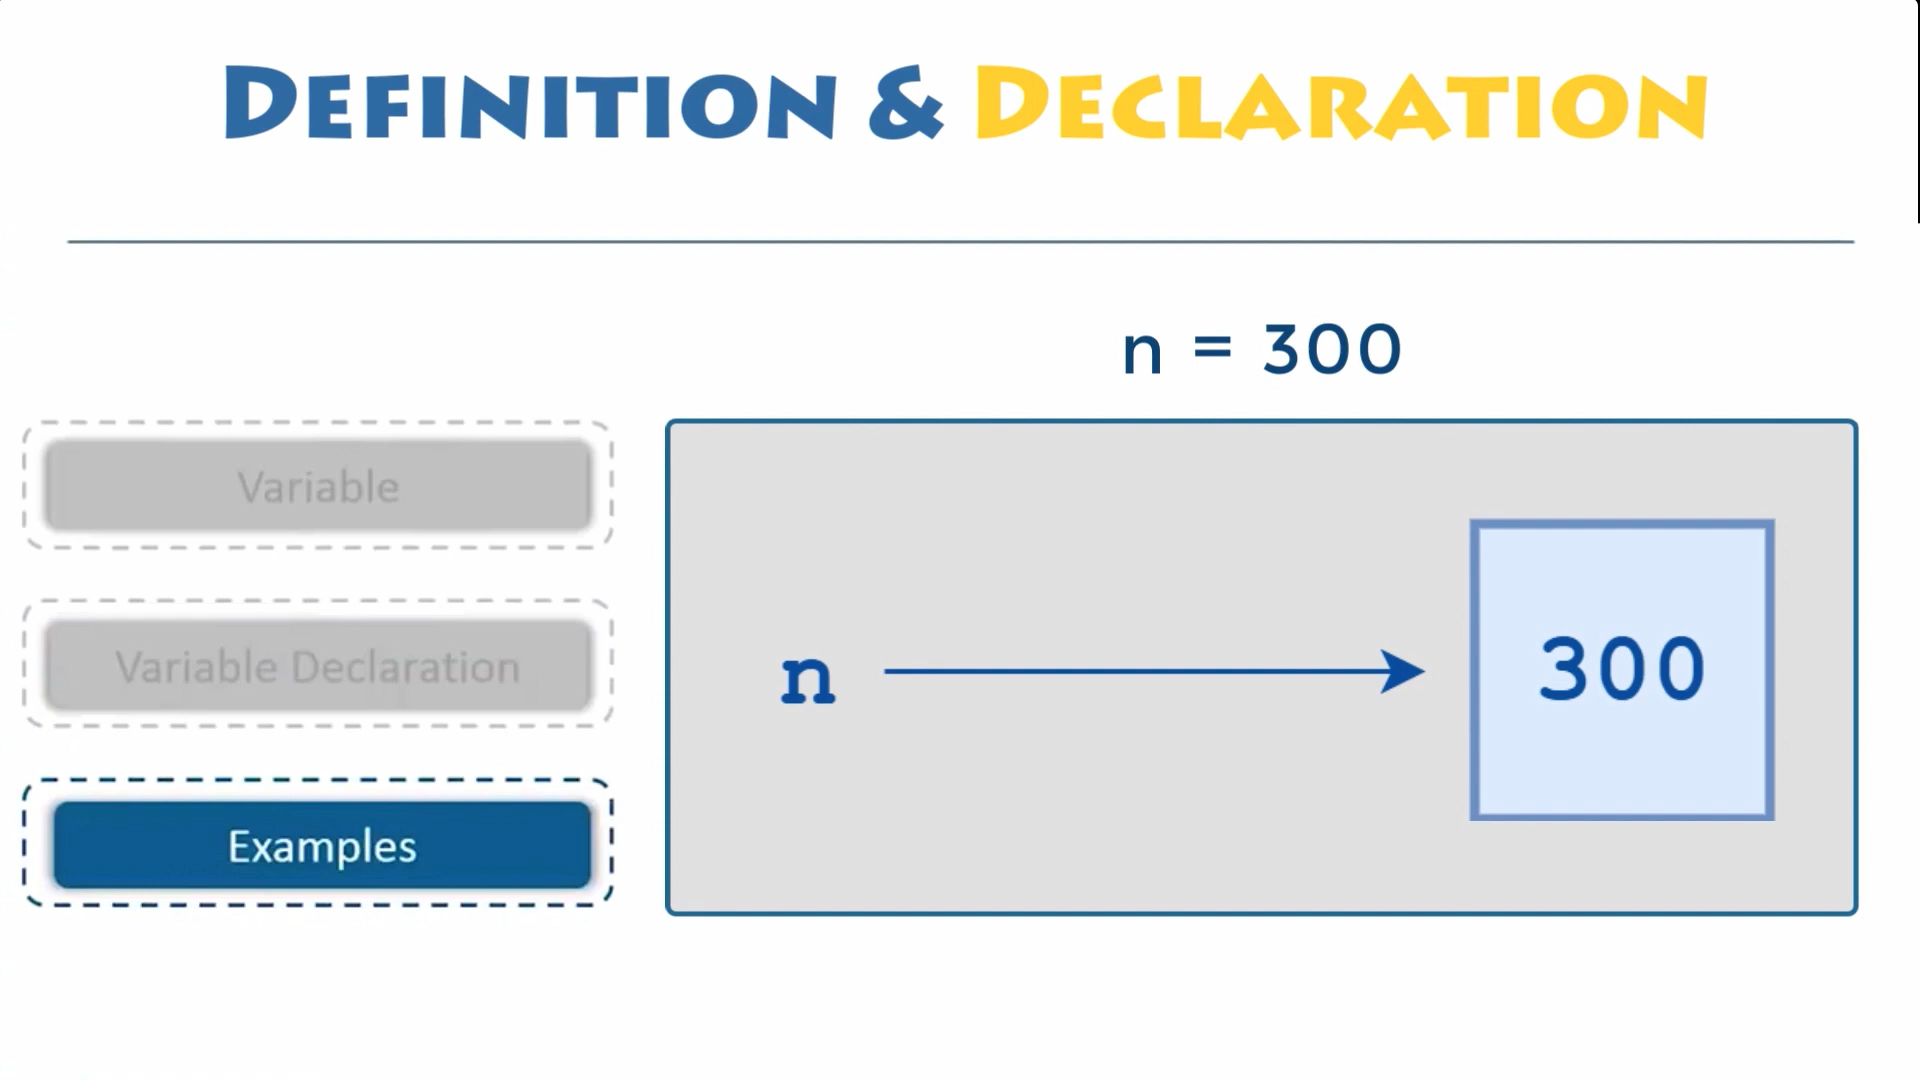 DEFINITION & DECLARATION
n = 300
Variable
Variable Declaration
Examples
n
300